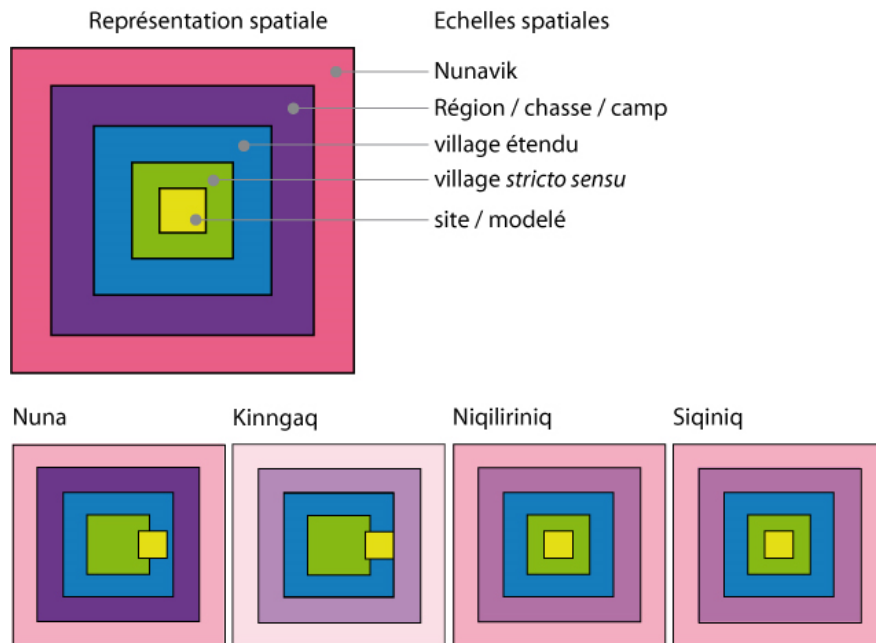 Représentation spatiale
Echelles spatiales
Nunavik
Région / chasse / camp
village étendu
village stricto sensu
site / modelé
Nuna
Kinngaq
Niqiliriniq
Siqiniq